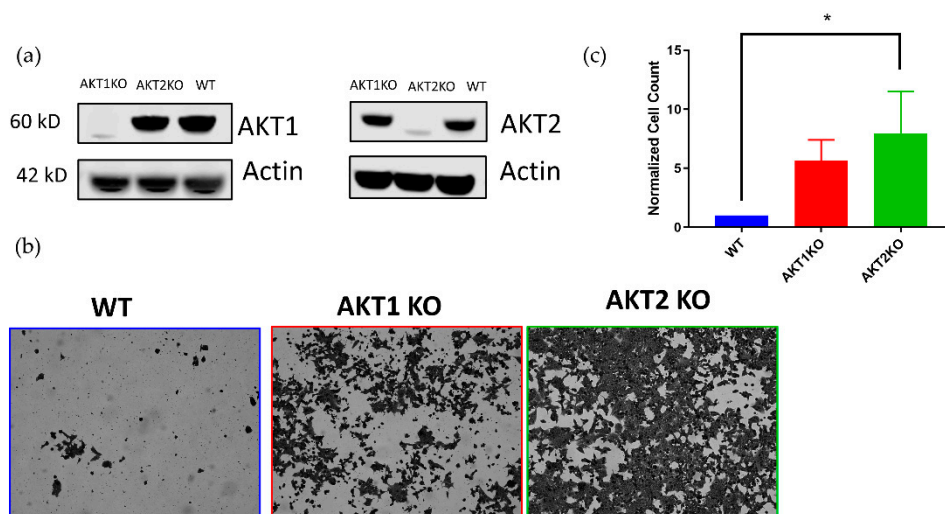 (a)
AKT1KO AKT2KO WT
60 kD
AKT1
42 kD
Actin
AKT1KO AKT2KO WT
AKT2
Actin
(c)
*
15
10
5
0
Normalized Cell Count
WT
AKT1KO
AKT2KO
(b)
WT
AKT1 KO
AKT2 KO